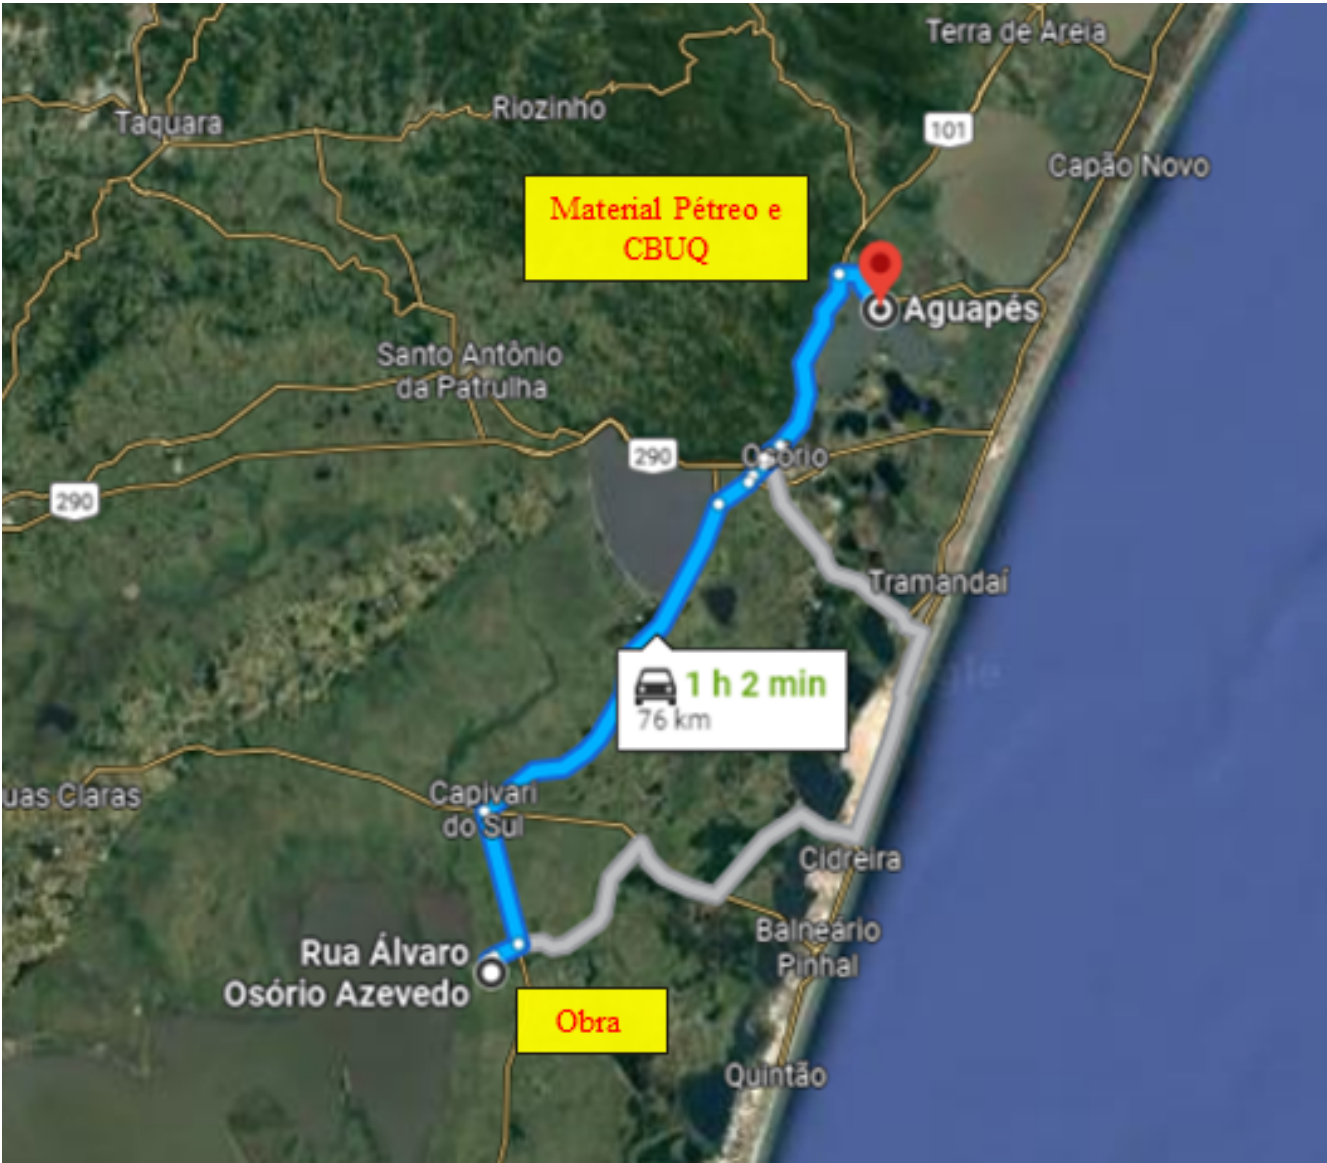 Terra de Areia
Riozinho
Taquara
101
Capão Novo
Material Pétreo e
CBUQ
Aguapés
Santo Antônio
da Patrulha
290
Osório
290
Tramandaí
1 h 2 min
76 km
uas Claras
Capivari
do Sul
Cidreira
Balneário
Pinhal
Rua Álvaro
Osório Azevedo
Obra
Quintão